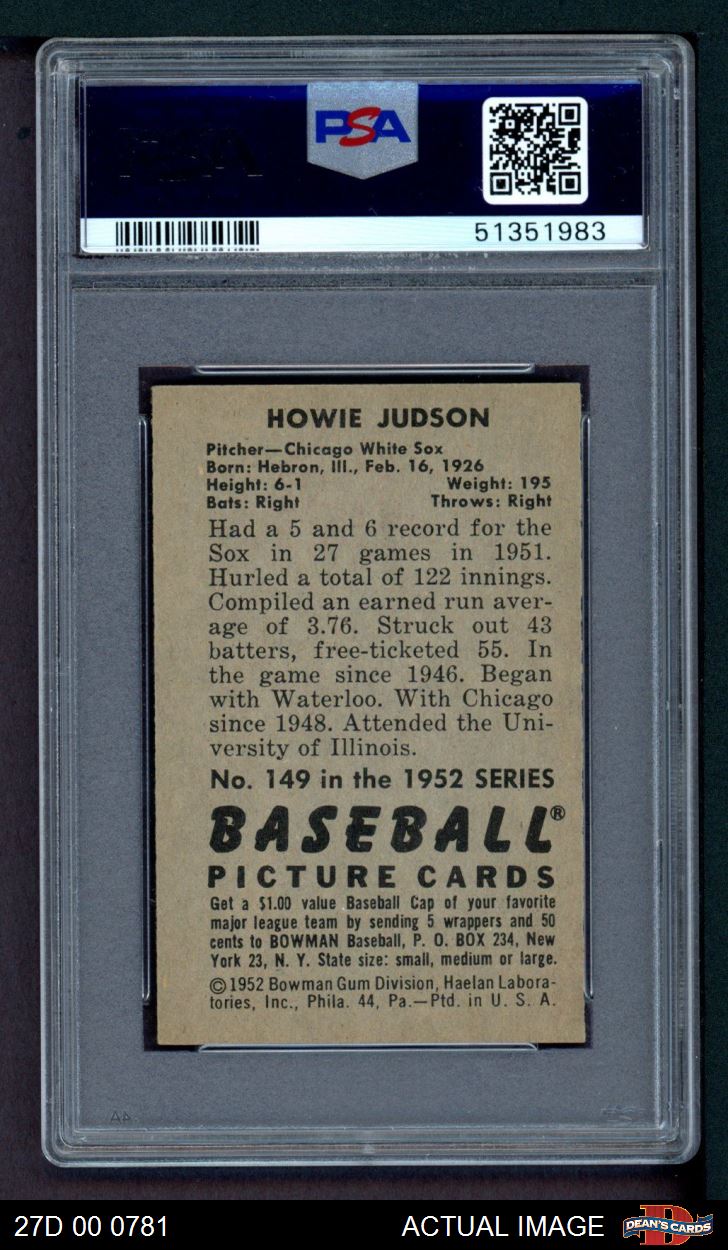 PSA
51351983
HOWIE JUDSON
Pitcher—Chicago White Sox
Born: Hebron, Ill., Feb. 16, 1926
Height: 6-1 Weight: 195
Bats: Right Throws: Right
Had a 5 and 6 record for the
Sox in 27 games in 1951.
Hurled a total of 122 innings.
Compiled an earned run aver-
age of 3.76. Struck out 43
batters, free-ticketed 55. In
the game since 1946. Began
with Waterloo. With Chicago
since 1948. Attended the Uni-
versity of Illinois.
No. 149 in the 1952 SERIES
BASEBALL®
PICTURE CARDS
Get a $1.00 value Baseball Cap of your favorite
major league team by sending 5 wrappers and 50
cents to BOWMAN Baseball, P. O. BOX 234, New
York 23, N. Y. State size: small, medium or large.
©1952 Bowman Gum Division, Haelan Labora-
tories, Inc., Phila. 44, Pa.—Ptd. in U. S. A.
27D 00 0781 ACTUAL IMAGE DEAN'S CARDS